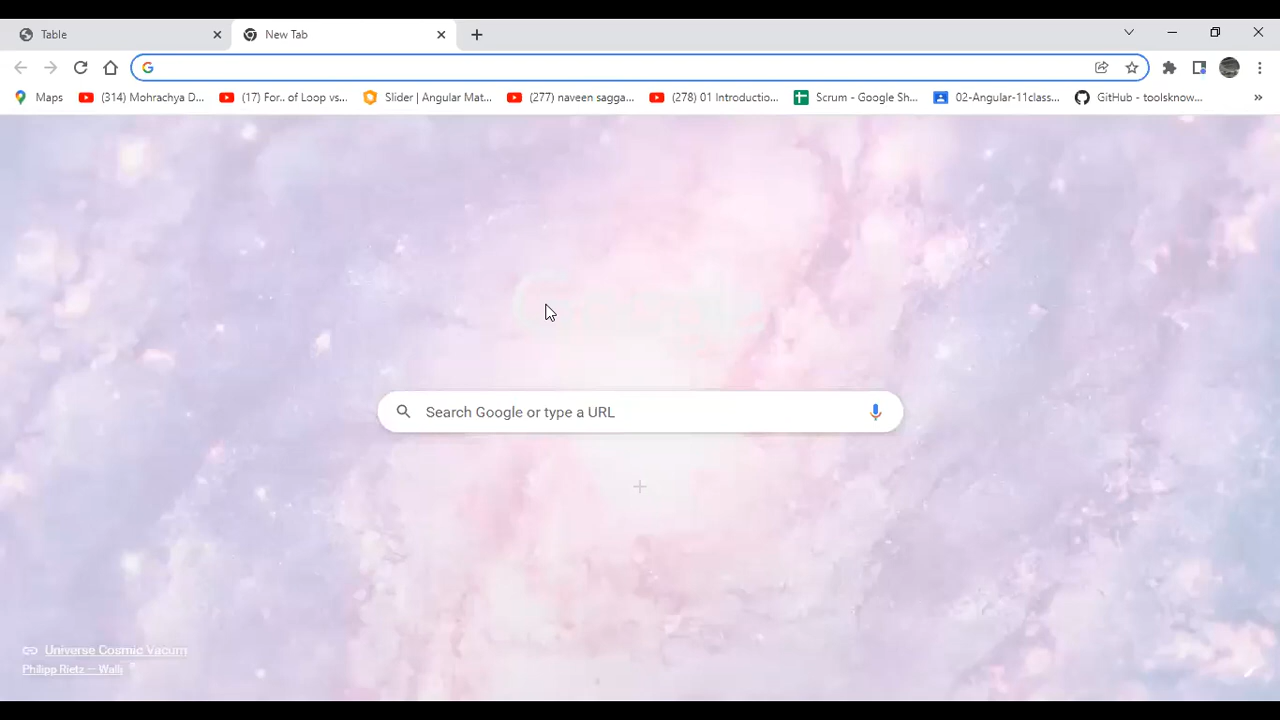 Table
New Tab
Maps
(314) Mohrachya D...
(17) For.. of Loop vs...
Slider | Angular Mat...
(277) naveen sagga...
(278) 01 Introductio...
Scrum - Google Sh...
02-Angular-11class...
GitHub - toolsknow...
Google
Search Google or type a URL
Universe Cosmic Vacum
Philipp Rietz — Walli